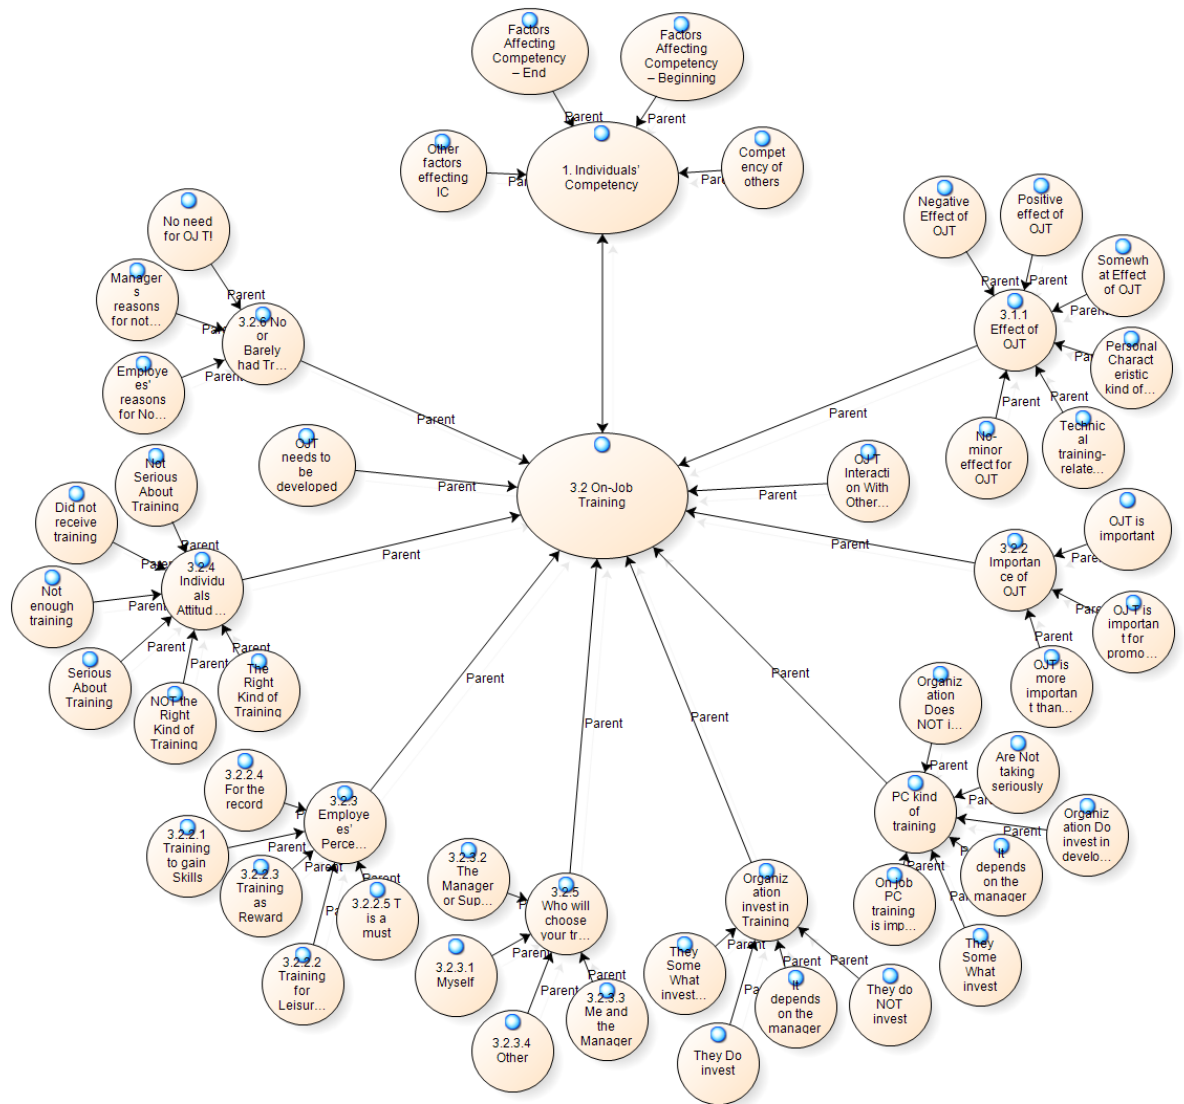 Factors
Affecting
Competency
– End
Factors
Affecting
Competency
– Beginning
Parent
Parent
Other
factors
effecting
IC
Par
1. Individuals'
Competency
Pare
Compet
ency of
others
No need
for OJ T!
Parent
Manager
s
reasons
for not...
Pare
3.2.6 No
or
Barely
had Tr...
Employe
es'
reasons
for No...
Parent
Negative
Effect of
OJT
Positive
effect of
OJT
Somewh
at Effect
of OJT
Parent
Parent
Parent
3.1.1
Effect of
OJT
Pa
Personal
Charact
eristic
kind of...
Parent
Parent
No-
minor
effect for
OJT
Technic
al
training-
relate...
Parent
Parent
OJT
needs to
be
developed
Parent
3.2 On-Job
Training
Parent
OJ T
Interacti
on With
Other...
Not
Serious
About
Training
Did not
receive
training
Parent
Parent
3.2.4
Individu
als
Attitud...
Parent
Not
enough
training
Parent
Serious
About
Training
Parent
NOT the
Right
Kind of
Training
Parent
The
Right
Kind of
Training
Parent
OJT is
important
Parent
3.2.2
Importan
ce of
OJT
Parent
Pare
OJ T is
importan
t for
promo...
Parent
OJT is
more
importan
t than...
Parent
Parent
Parent
Parent
3.2.2.4
For the
record
3.2.3
Employe
es'
Perce...
3.2.2.1
Training
to gain
Skills
Parent
3.2.2.3
Training
as
Reward
Parent
Parent
3.2.2.5 T
is a
must
3.2.2.2
Training
for
Leisur...
3.2.3.2
The
Manager
or Sup...
3.2.5
Who will
choose
your tr...
3.2.3.1
Myself
Parent
3.2.3.4
Other
Parent
Parent
3.2.3.3
Me and
the
Manager
Organiz
ation
invest in
Training
They
Some
What
invest...
Parent
They Do
invest
Pa
Parent
It
depends
on the
manager
Parent
They do
NOT
invest
Organiz
ation
Does
NOT i...
Parent
PC kind
of
training
Are Not
taking
seriously
Parent
Organiz
ation Do
invest in
develo...
It
depends
on the
manager
Parent
On job
PC
training
is imp...
They
Some
What
invest